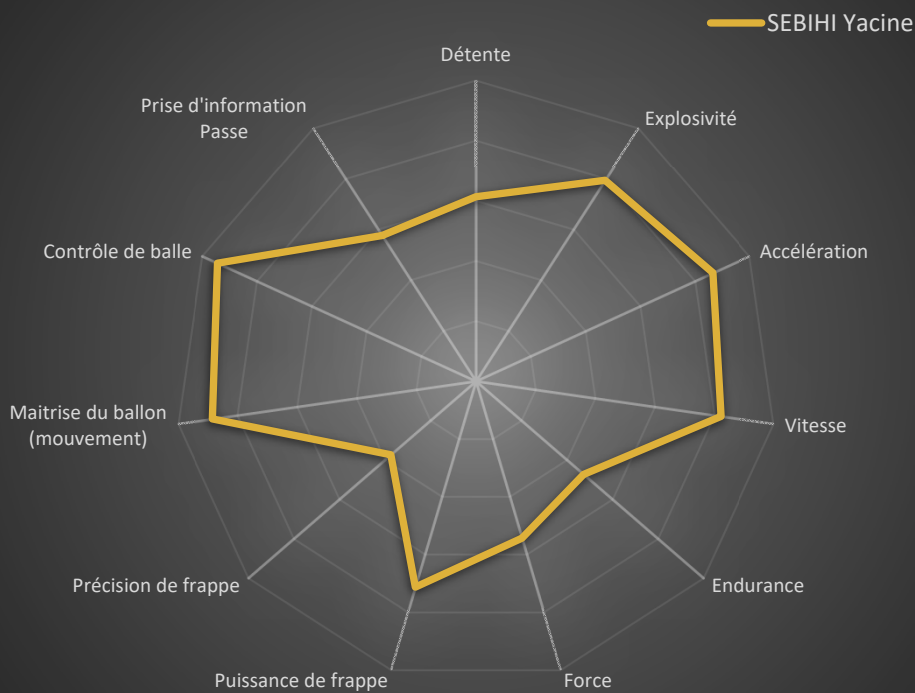 SEBIHI Yacine
Détente
Prise d'information
Passe
Explosivité
Contrôle de balle
Accélération
Maitrise du ballon
(mouvement)
Vitesse
Précision de frappe
Endurance
Puissance de frappe
Force